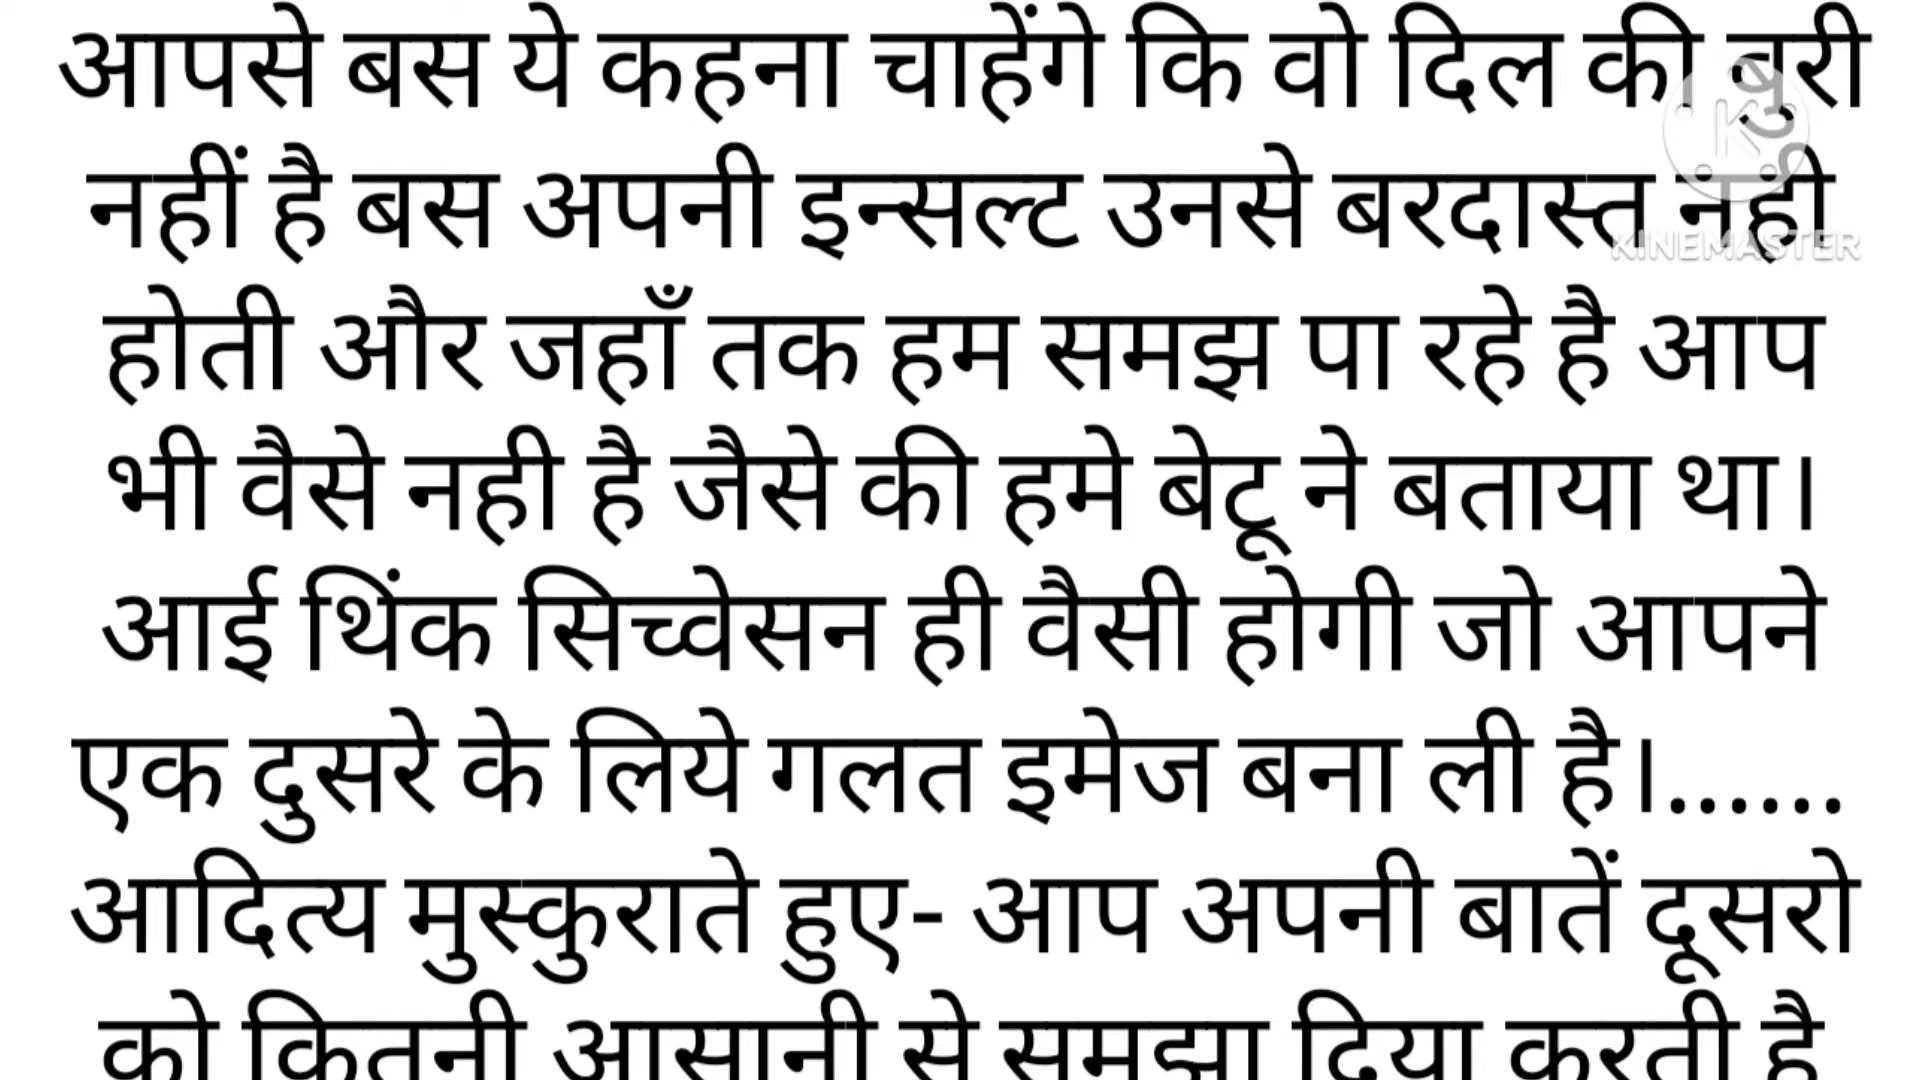 आपसे बस ये कहना चाहेंगे कि वो दिल की बुरी
नहीं है बस अपनी इन्सल्ट उनसे बरदास्त नही
KINEMASTER
होती और जहाँ तक हम समझ पा रहे है आप
भी वैसे नही है जैसे की हमे बेटू ने बताया था।
आई थिंक सिच्वेसन ही वैसी होगी जो आपने
एक दुसरे के लिये गलत इमेज बना ली है।......
आदित्य मुस्कुराते हुए- आप अपनी बातें दूसरो
को कितनी आसानी से समझा दिया करती है